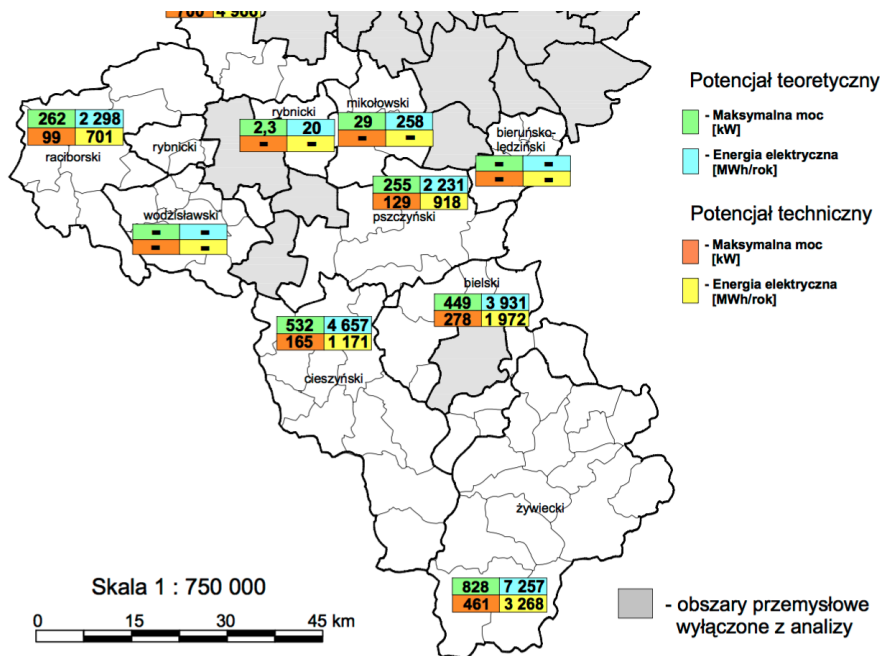 700 4 988
Potencjał teoretyczny
- Maksymalna moc
[kW]
- Energia elektryczna
[MWh/rok]
Potencjał techniczny
- Maksymalna moc
[kW]
- Energia elektryczna
[MWh/rok]
262 2 298
99 701
raciborski
rybnicki
rybnicki
2,3 20
- -
mikołowski
29 258
- -
bieruńsko-
lędziński
- -
- -
255 2 231
129 918
pszczyński
wodzisławski
- -
- -
532 4 657
165 1 171
cieszyński
bielski
449 3 931
278 1 972
żywiecki
828 7 257
461 3 268
Skala 1 : 750 000
0 15 30 45 km
- obszary przemysłowe
wyłączone z analizy